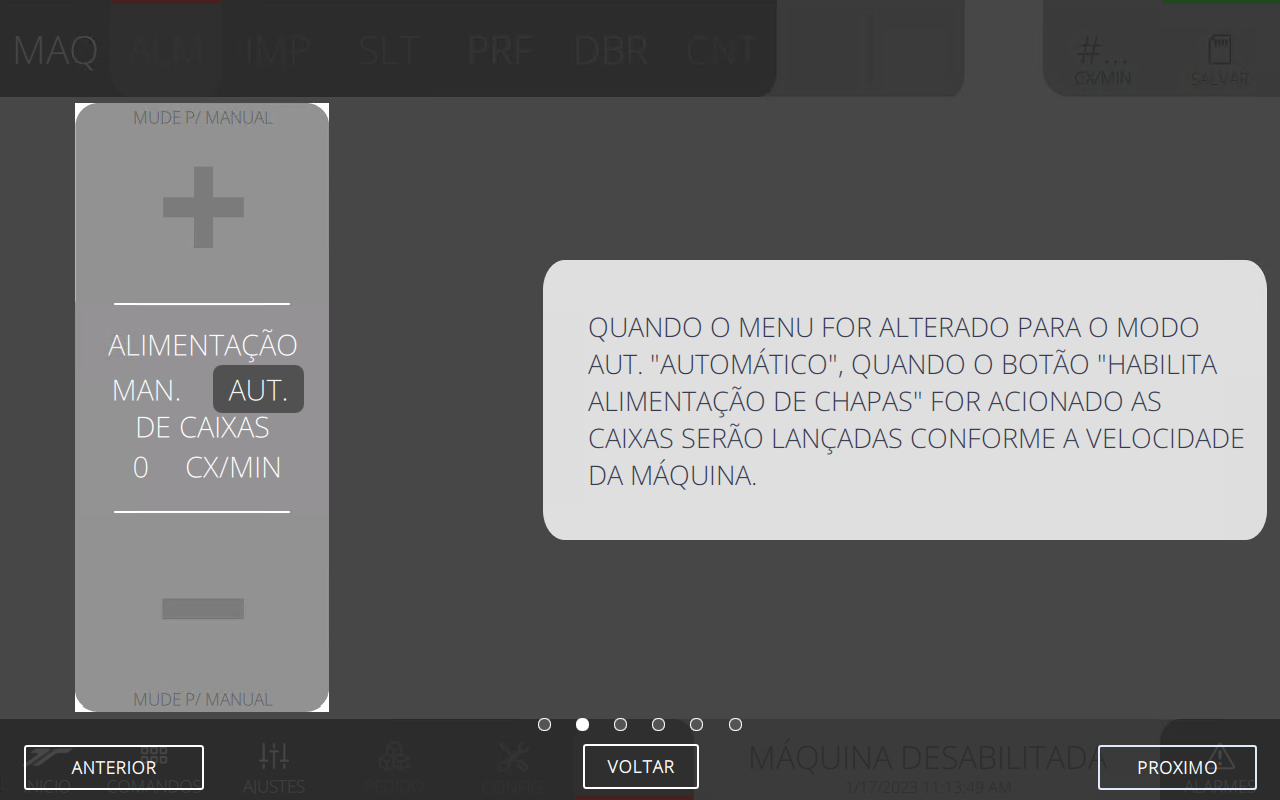 MAQ ALM IMP SLT PRF DBR CNT
#...
CX/MIN
SALVAR
MUDE P/ MANUAL
ALIMENTAÇÃO
MAN. AUT.
DE CAIXAS
0 CX/MIN
MUDE P/ MANUAL
QUANDO O MENU FOR ALTERADO PARA O MODO
AUT. "AUTOMÁTICO", QUANDO O BOTÃO "HABILITA
ALIMENTAÇÃO DE CHAPAS" FOR ACIONADO AS
CAIXAS SERÃO LANÇADAS CONFORME A VELOCIDADE
DA MÁQUINA.
ANTERIOR
VOLTAR
PROXIMO
INICIO COMANDOS AJUSTES PEDIDO CONFIG
MÁQUINA DESABILITADA
1/17/2023 11:13:49 AM
ALARMES